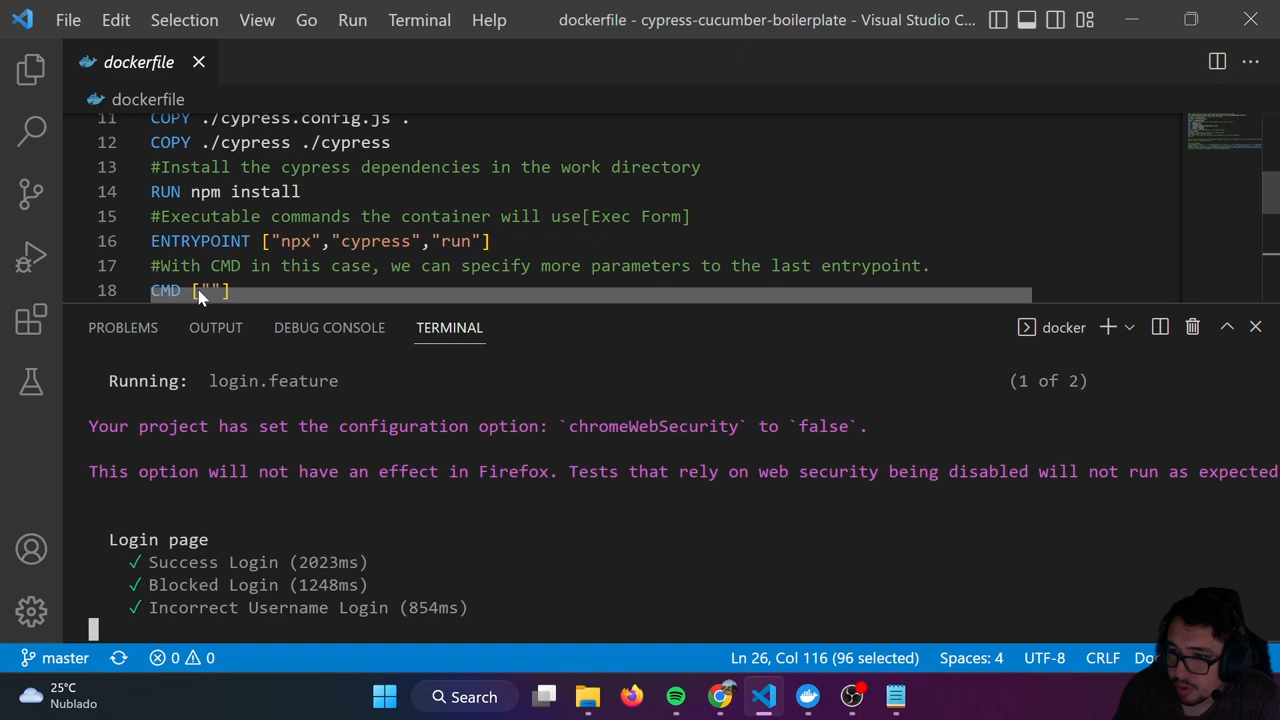 File Edit Selection View Go Run Terminal Help dockerfile - cypress-cucumber-boilerplate - Visual Studio C...
dockerfile
dockerfile
11 COPY ./cypress.config.js .
12 COPY ./cypress ./cypress
13 #Install the cypress dependencies in the work directory
14 RUN npm install
15 #Executable commands the container will use[Exec Form]
16 ENTRYPOINT ["npx","cypress","run"]
17 #With CMD in this case, we can specify more parameters to the last entrypoint.
18 CMD [""]
PROBLEMS OUTPUT DEBUG CONSOLE TERMINAL docker
Running: login.feature (1 of 2)
Your project has set the configuration option: `chromeWebSecurity` to `false`.
This option will not have an effect in Firefox. Tests that rely on web security being disabled will not run as expected
Login page
✓ Success Login (2023ms)
✓ Blocked Login (1248ms)
✓ Incorrect Username Login (854ms)
master 0 0 Ln 26, Col 116 (96 selected) Spaces: 4 UTF-8 CRLF
25°C
Nublado
Search